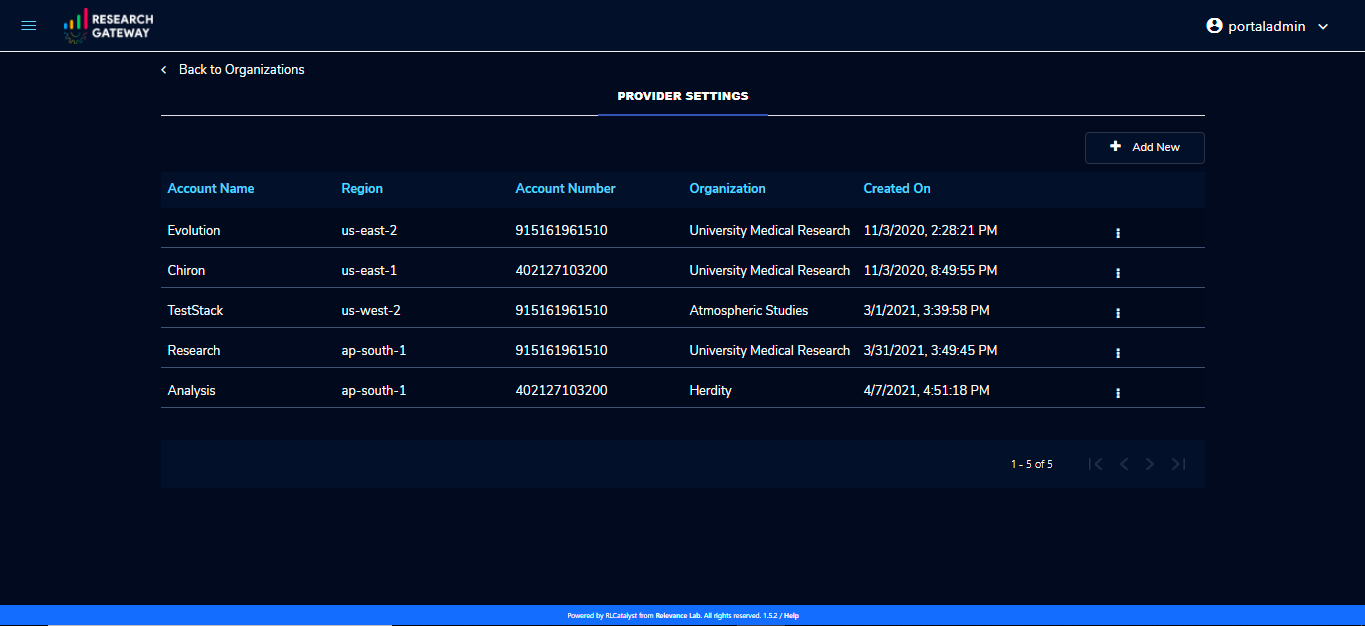 RESEARCH
GATEWAY
portaladmin
Back to Organizations
PROVIDER SETTINGS
Add New
Account Name Region Account Number Organization Created On
Evolution us-east-2 915161961510 University Medical Research 11/3/2020, 2:28:21 PM
Chiron us-east-1 402127103200 University Medical Research 11/3/2020, 8:49:55 PM
TestStack us-west-2 915161961510 Atmospheric Studies 3/1/2021, 3:39:58 PM
Research ap-south-1 915161961510 University Medical Research 3/31/2021, 3:49:45 PM
Analysis ap-south-1 402127103200 Herdity 4/7/2021, 4:51:18 PM
1 - 5 of 5
Powered by RLCatalyst from Relevance Lab. All rights reserved. 1.5.2 / Help